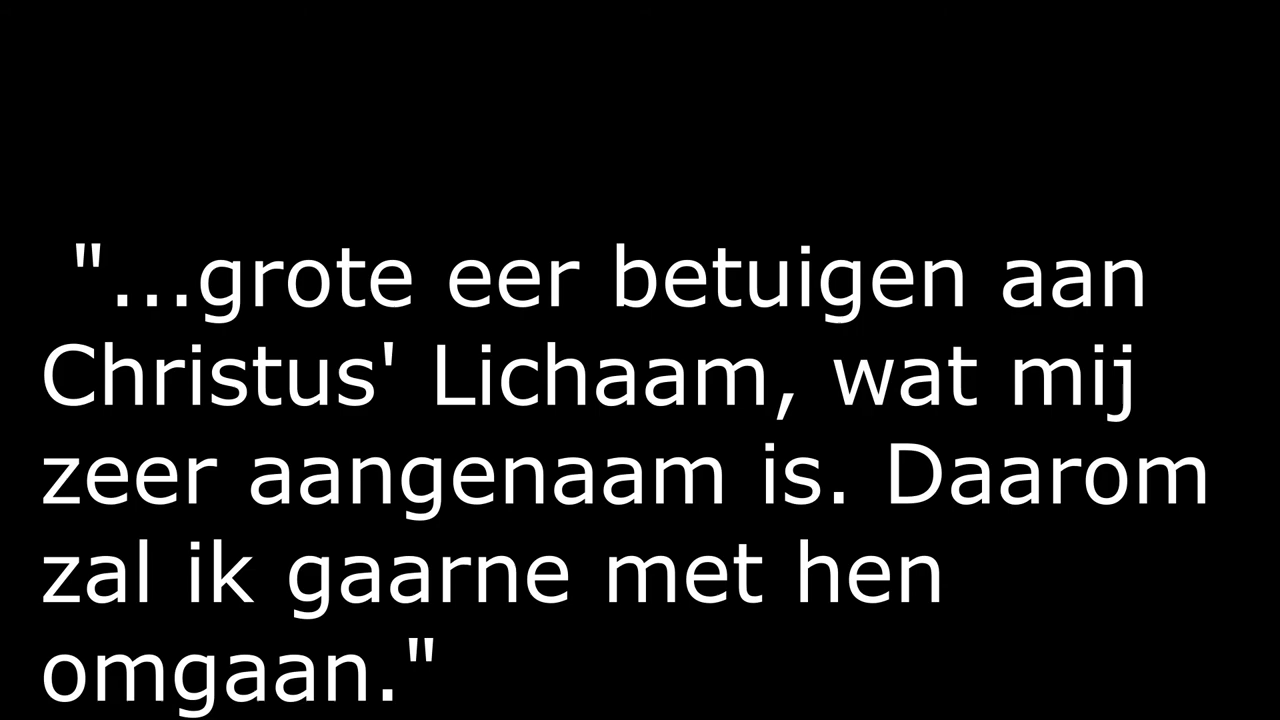 "...grote eer betuigen aan
Christus' Lichaam, wat mij
zeer aangenaam is. Daarom
zal ik gaarne met hen
omgaan."